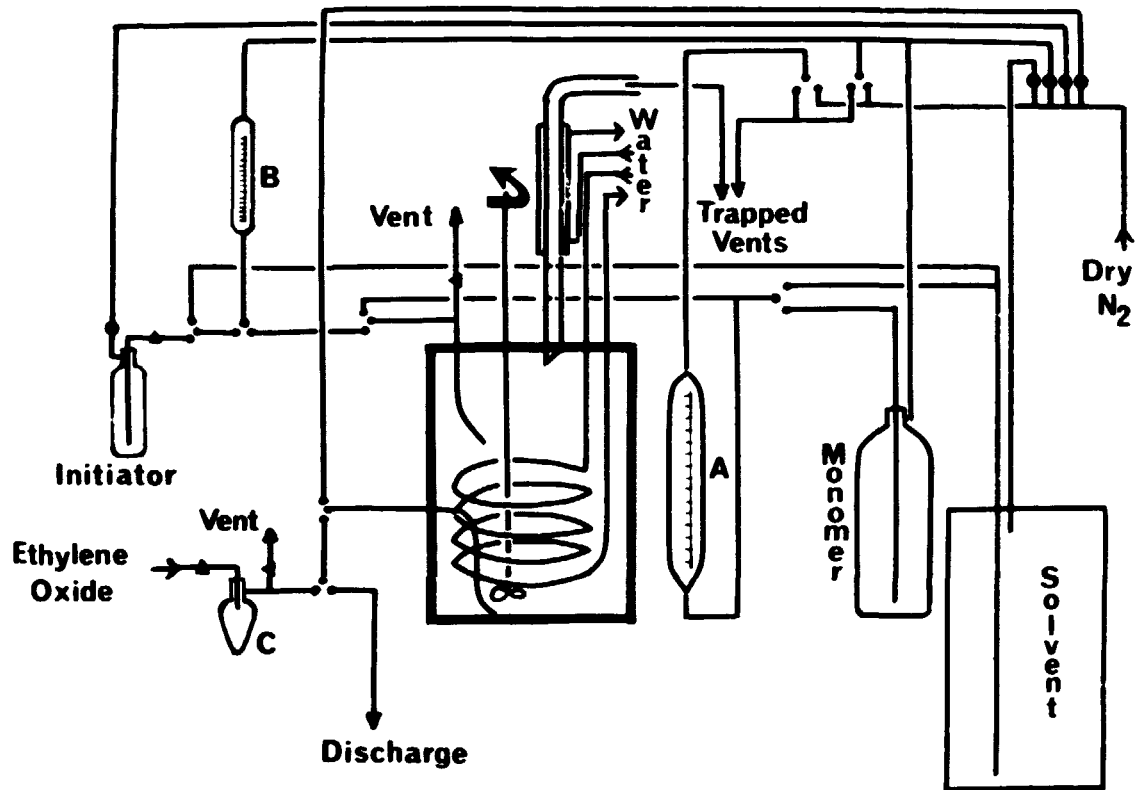 Water
B
Vent
Trapped
Vents
Dry
N2
Initiator
A
Monomer
Vent
Ethylene
Oxide
C
Solvent
Discharge